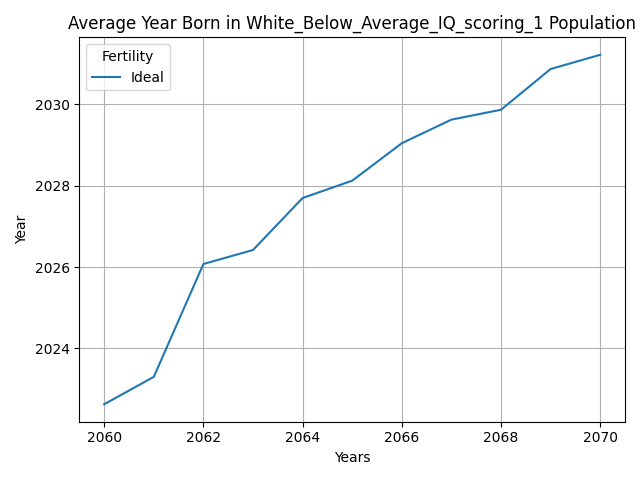 Average Year Born in White_Below_Average_IQ_scoring_1 Population
Fertility
Ideal
Year
2030
2028
2026
2024
2060 2062 2064 2066 2068 2070
Years